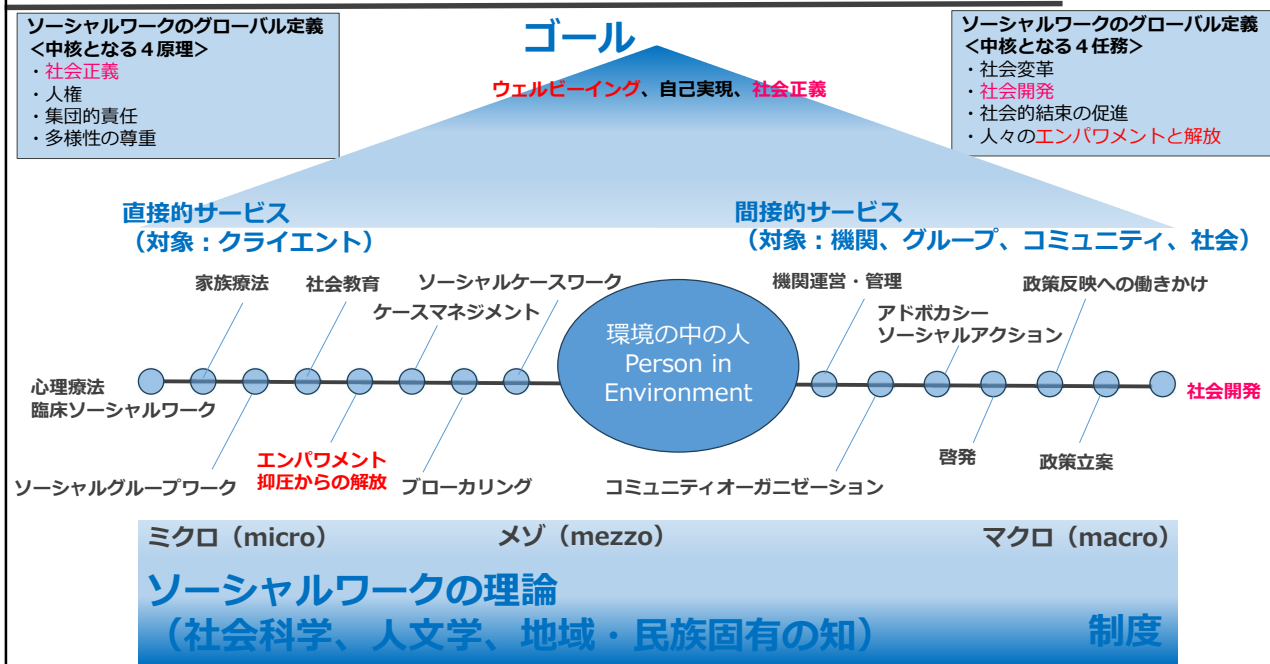 ソーシャルワークのグローバル定義
<中核となる４原理>
・社会正義
・人権
・集団的責任
・多様性の尊重
ゴール
ウェルビーイング、自己実現、社会正義
ソーシャルワークのグローバル定義
<中核となる４任務>
・社会変革
・社会開発
・社会的結束の促進
・人々のエンパワメントと解放
直接的サービス
（対象：クライエント）
間接的サービス
（対象：機関、グループ、コミュニティ、社会）
家族療法
社会教育
ソーシャルケースワーク
ケースマネジメント
機関運営・管理
アドボカシー
ソーシャルアクション
政策反映への働きかけ
環境の中の人
Person in
Environment
心理療法
臨床ソーシャルワーク
社会開発
ソーシャルグループワーク
エンパワメント
抑圧からの解放
ブローカリング
コミュニティオーガニゼーション
啓発
政策立案
ミクロ（micro）
メゾ（mezzo）
マクロ（macro）
ソーシャルワークの理論
（社会科学、人文学、地域・民族固有の知）
制度